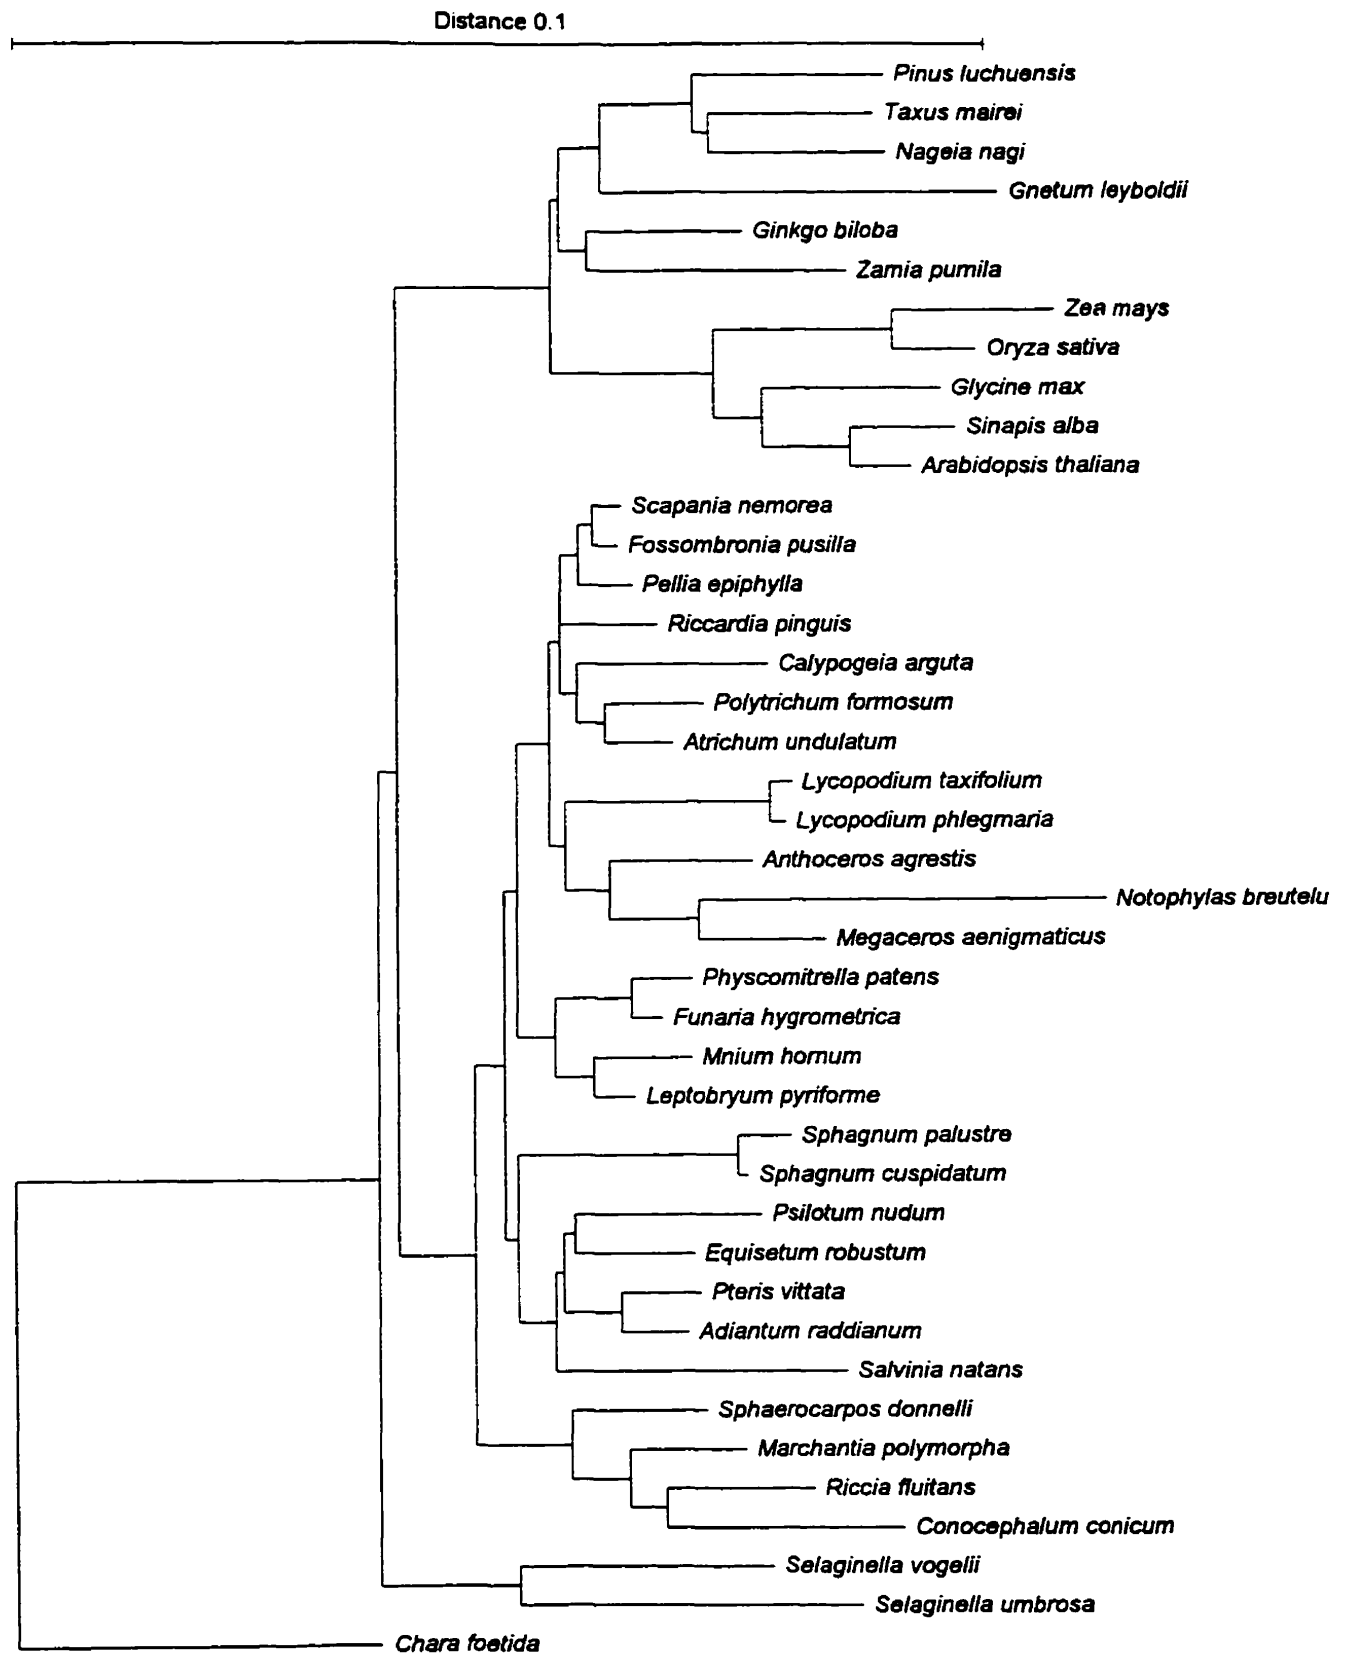 Distance 0.1
Pinus luchuensis
Taxus mairei
Nageia nagi
Gnetum leyboldii
Ginkgo biloba
Zamia pumila
Zea mays
Oryza sativa
Glycine max
Sinapis alba
Arabidopsis thaliana
Scapania nemorea
Fossombronia pusilla
Pellia epiphylla
Riccardia pinguis
Calypogeia arguta
Polytrichum formosum
Atrichum undulatum
Lycopodium taxifolium
Lycopodium phlegmaria
Anthoceros agrestis
Notophylas breutelu
Megaceros aenigmaticus
Physcomitrella patens
Funaria hygrometrica
Mnium hornum
Leptobryum pyriforme
Sphagnum palustre
Sphagnum cuspidatum
Psilotum nudum
Equisetum robustum
Pteris vittata
Adiantum raddianum
Salvinia natans
Sphaerocarpos donnelli
Marchantia polymorpha
Riccia fluitans
Conocephalum conicum
Selaginella vogelii
Selaginella umbrosa
Chara foetida